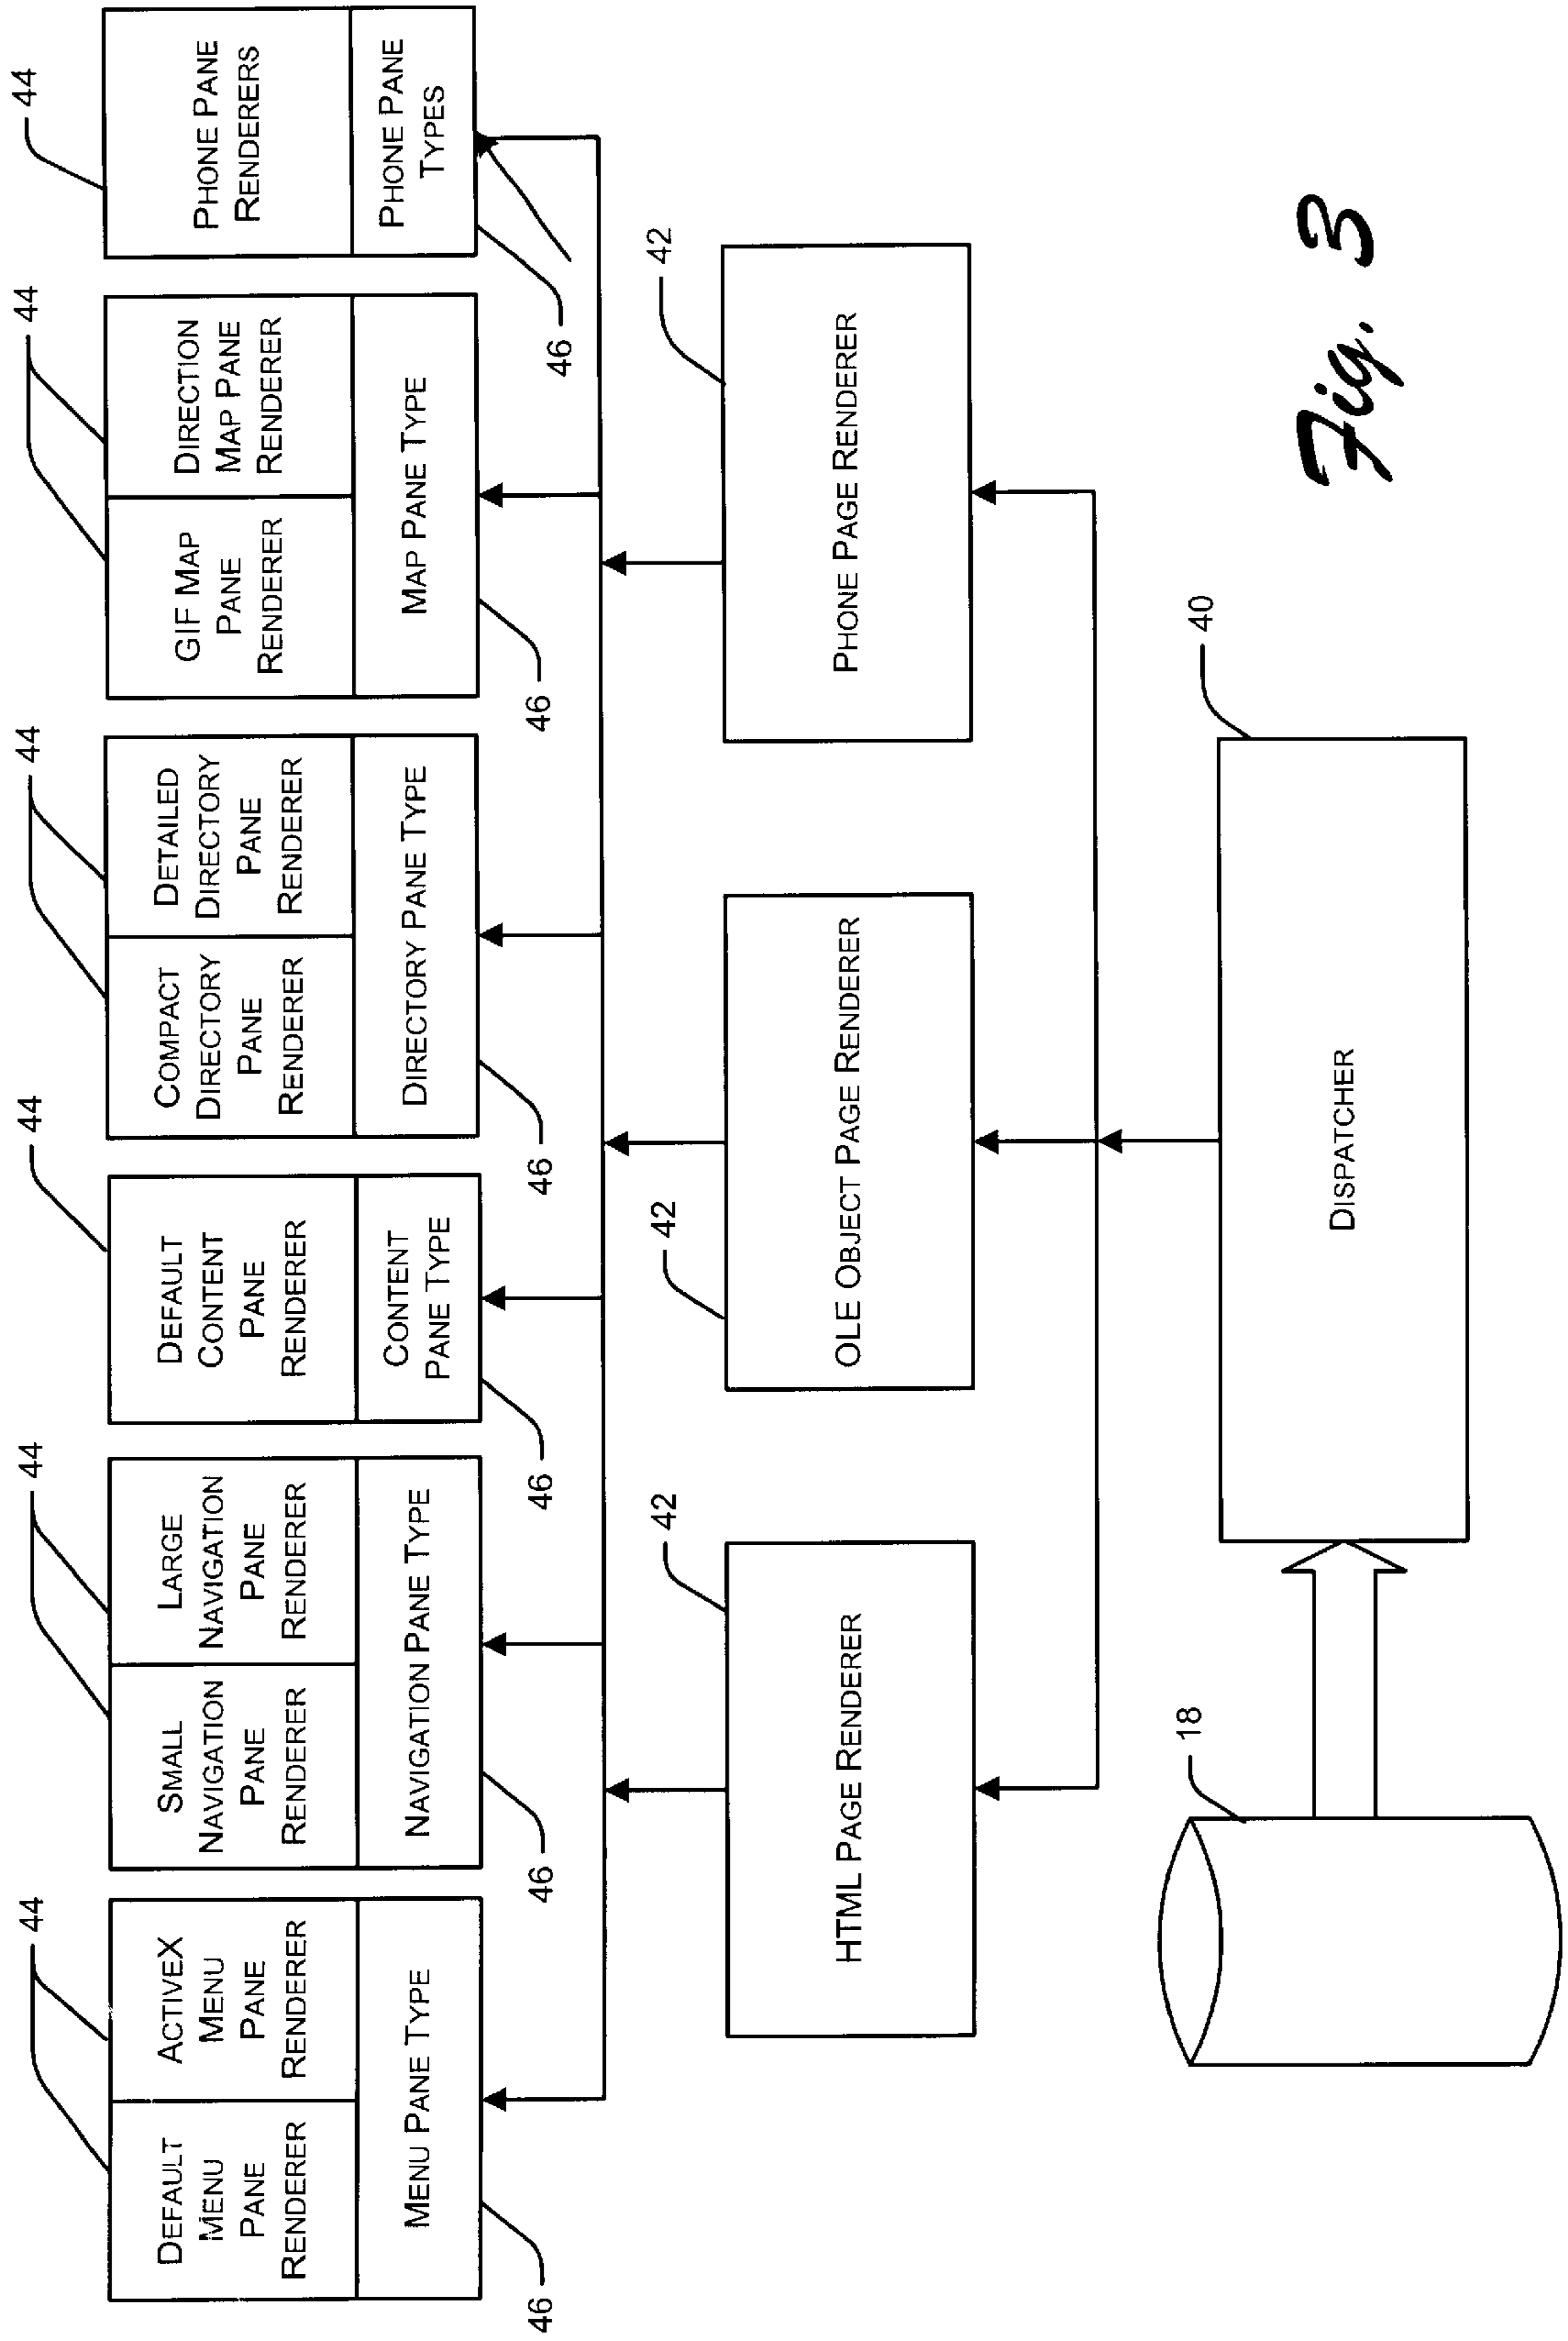 44
44
44
44
44
44
DEFAULT
MENU
PANE
RENDERER
ACTIVEX
MENU
PANE
RENDERER
MENU PANE TYPE
SMALL
NAVIGATION
PANE
RENDERER
LARGE
NAVIGATION
PANE
RENDERER
NAVIGATION PANE TYPE
DEFAULT
CONTENT
PANE
RENDERER
CONTENT
PANE TYPE
COMPACT
DIRECTORY
PANE
RENDERER
DETAILED
DIRECTORY
PANE
RENDERER
DIRECTORY PANE TYPE
GIF MAP
PANE
RENDERER
DIRECTION
MAP PANE
RENDERER
MAP PANE TYPE
PHONE PANE
RENDERERS
PHONE PANE
TYPES
46
46
46
46
46
46
42
42
42
HTML PAGE RENDERER
OLE OBJECT PAGE RENDERER
PHONE PAGE RENDERER
18
40
DISPATCHER
Fig. 3